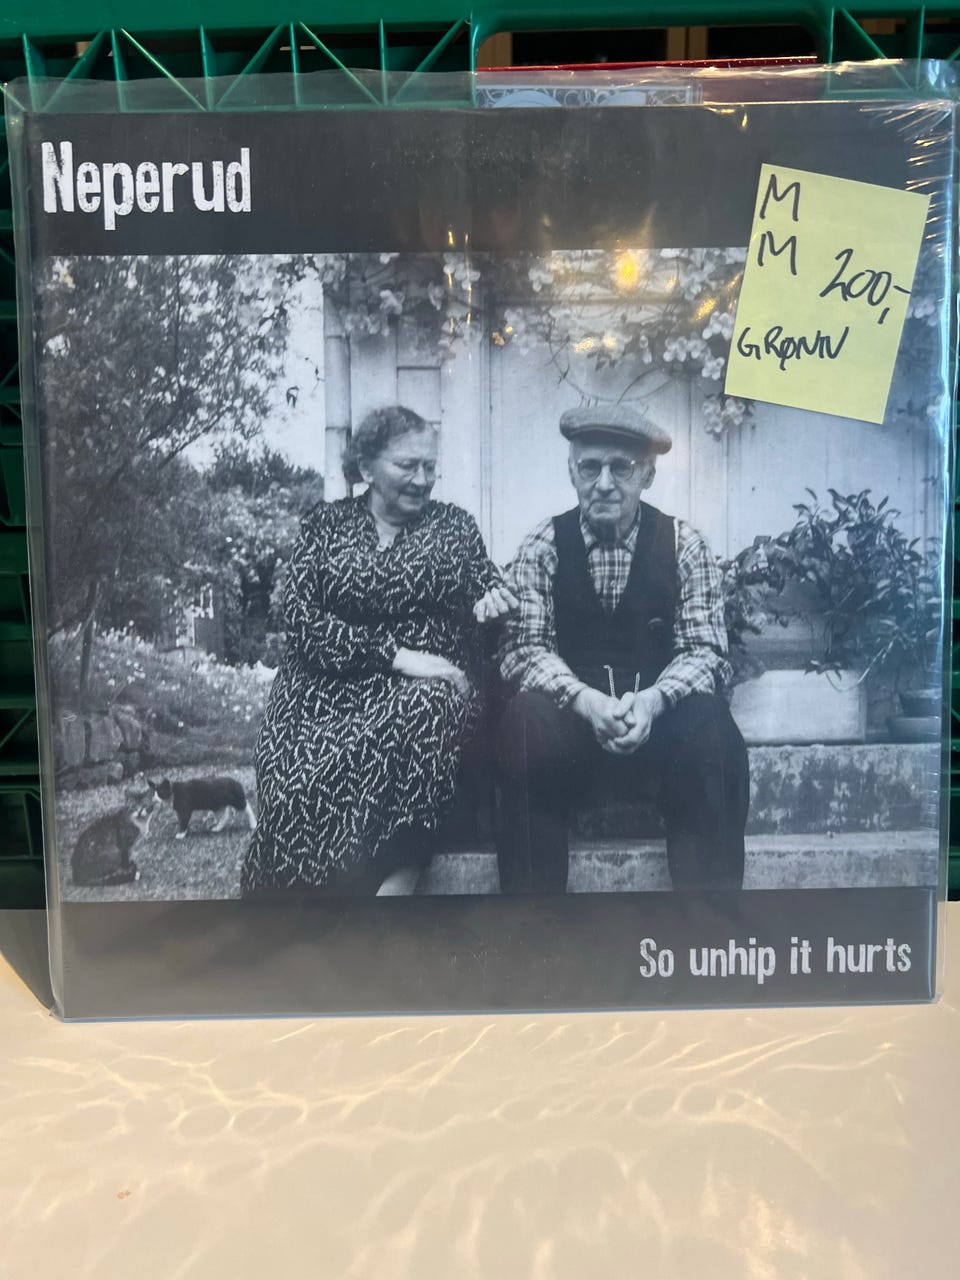 Neperud
M
M 200,-
GRØNN
So unhip it hurts